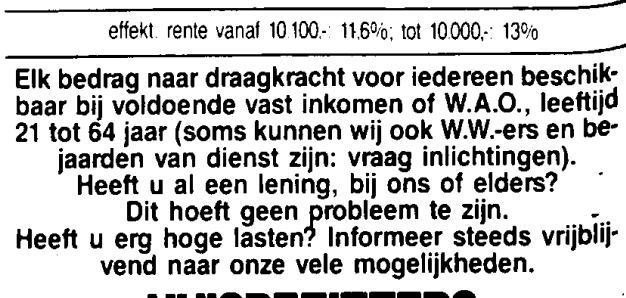 effekt. rente vanaf 10.100.-: 11.6%; tot 10.000,-: 13%
Elk bedrag naar draagkracht voor iedereen beschik-
baar bij voldoende vast inkomen of W.A.O., leeftijd
21 tot 64 jaar (soms kunnen wij ook W.W.-ers en be-
jaarden van dienst zijn: vraag inlichtingen).
Heeft u al een lening, bij ons of elders?
Dit hoeft geen probleem te zijn.
Heeft u erg hoge lasten? Informeer steeds vrijblij-
vend naar onze vele mogelijkheden.